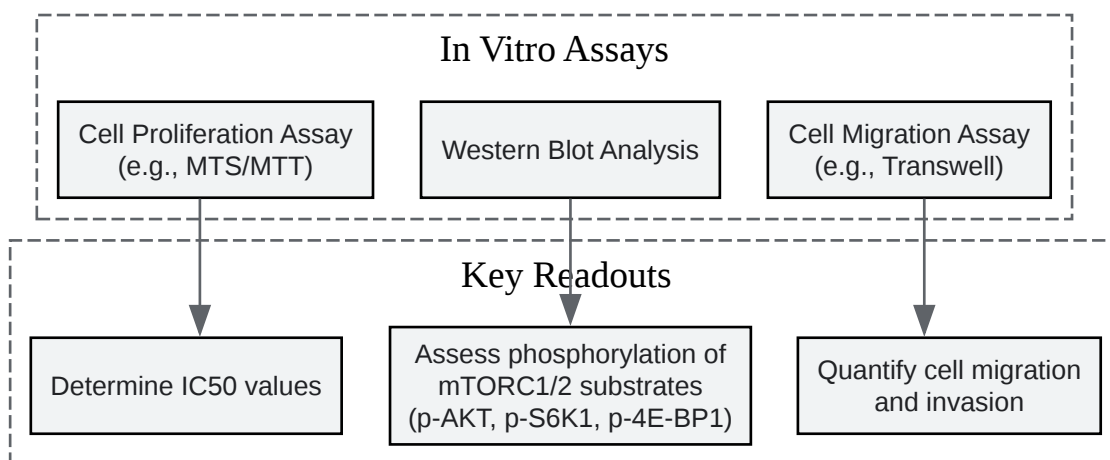 In Vitro Assays
Cell Proliferation Assay
(e.g., MTS/MTT)
Western Blot Analysis
Cell Migration Assay
(e.g., Transwell)
Key Readouts
Determine IC50 values
Assess phosphorylation of
mTORC1/2 substrates
(p-AKT, p-S6K1, p-4E-BP1)
Quantify cell migration
and invasion